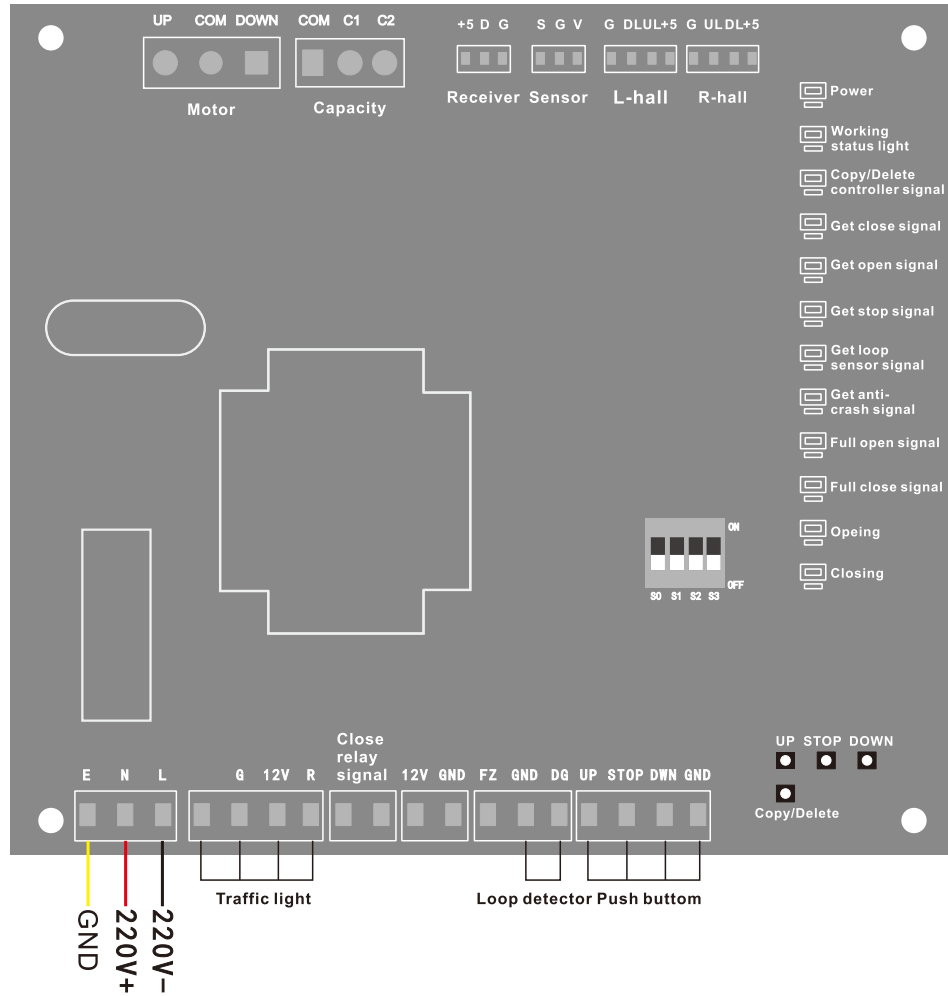 UP COM DOWN COM C1 C2 +5 D G S G V G DLUL+5 G ULDL+5
Motor Capacity Receiver Sensor L-hall R-hall
Power
Working
status light
Copy/Delete
controller signal
Get close signal
Get open signal
Get stop signal
Get loop
sensor signal
Get anti-
crash signal
Full open signal
Full close signal
Opeing
Closing
ON
OFF
S0 S1 S2 S3
UP STOP DOWN
Copy/Delete
Close
relay
signal
E N L G 12V R 12V GND FZ GND DG UP STOP DWN GND
Traffic light Loop detector Push buttom
GND
220V+
220V-